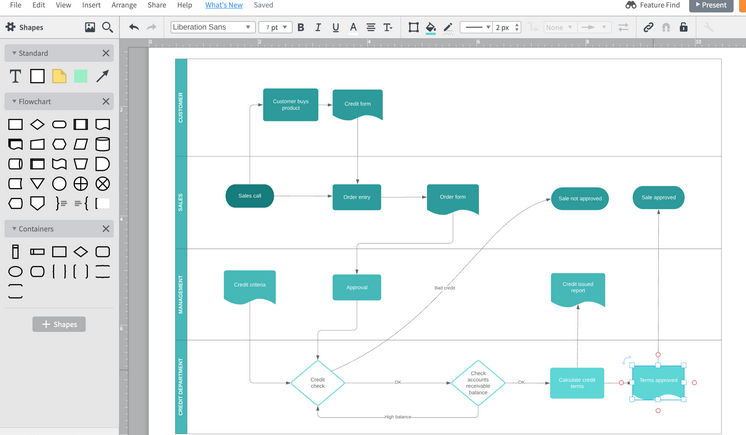 File Edit View Insert Arrange Share Help What's New Saved Feature Find Present
Shapes Liberation Sans 7 pt B I U A T 2 px None
Standard
T
Flowchart
Containers
+ Shapes
CUSTOMER
Customer buys
product
Credit form
SALES
Sales call
Order entry
Order form
Sale not approved
Sale approved
MANAGEMENT
Credit criteria
Approval
Bad credit
Credit issued
report
CREDIT DEPARTMENT
Credit
check
OK
Check
accounts
receivable
balance
OK
Calculate credit
terms
Terms approved
High balance